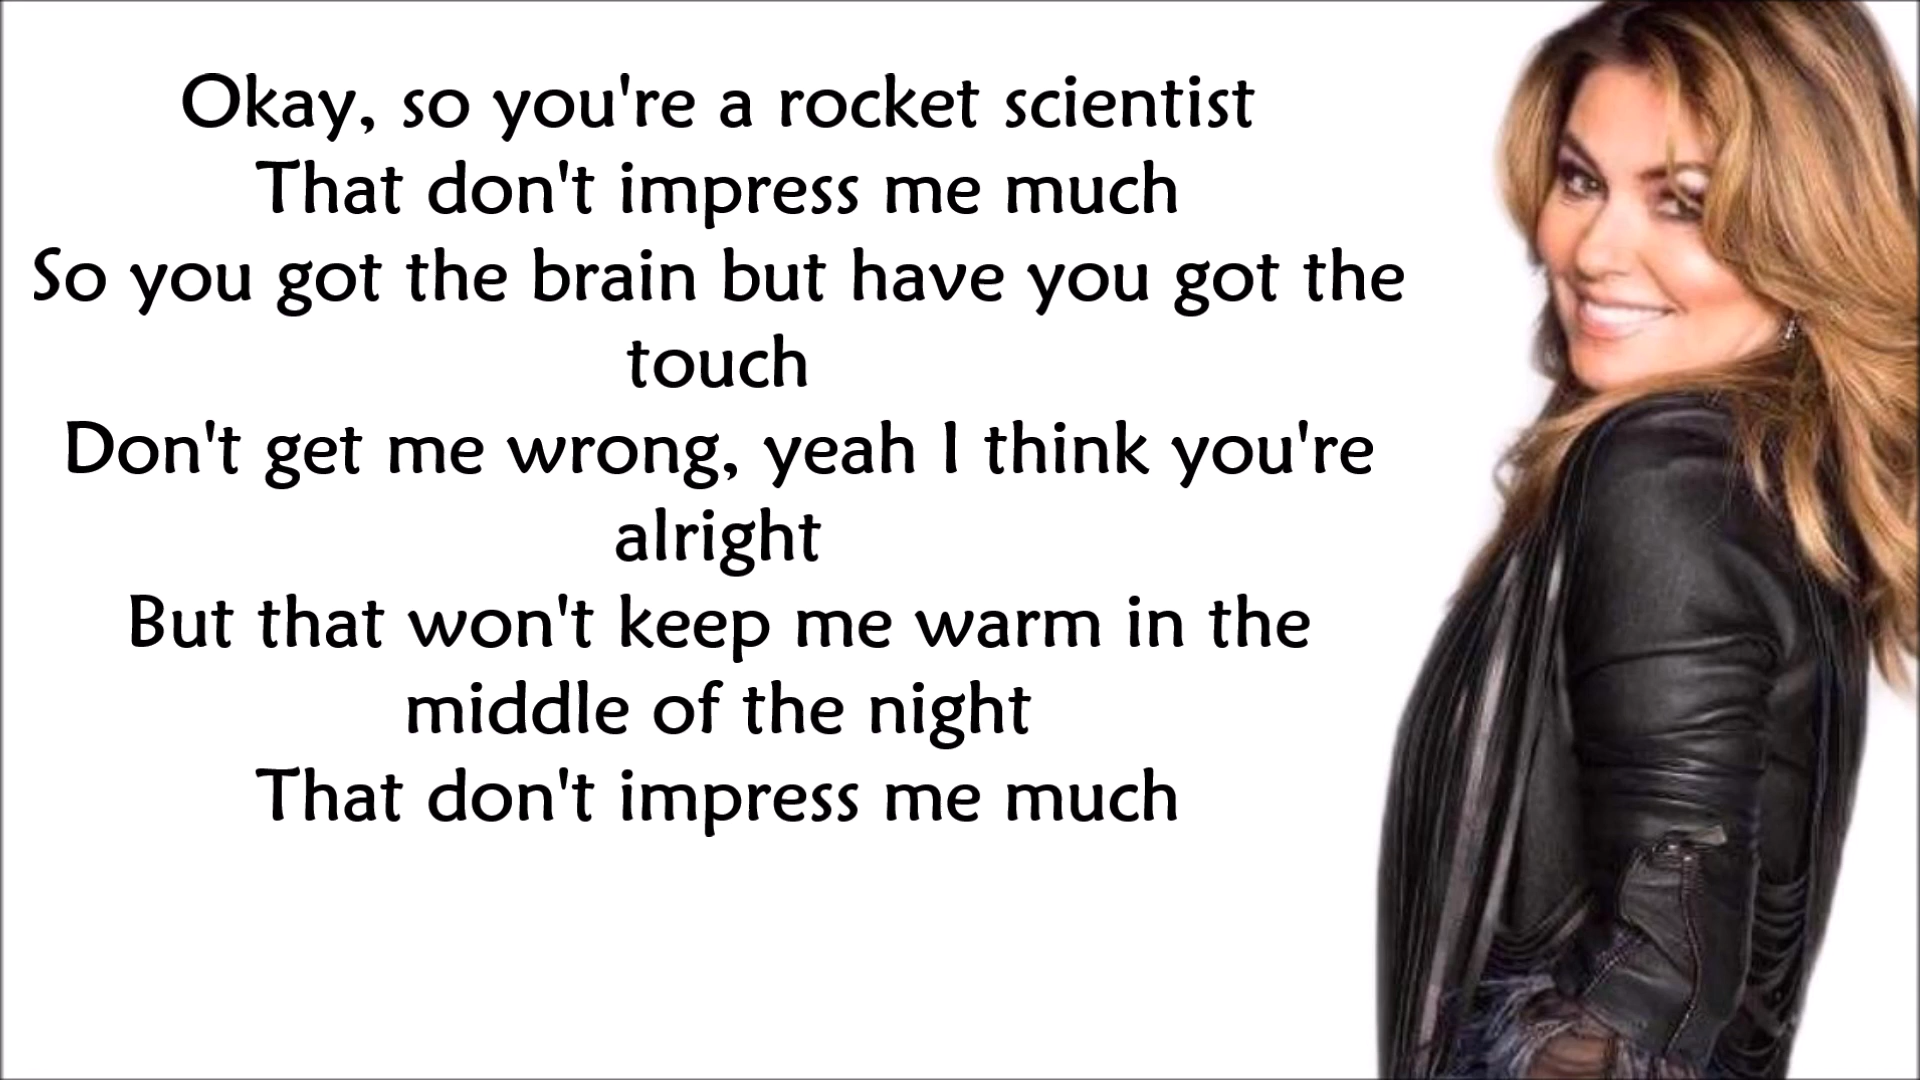 Okay, so you're a rocket scientist
That don't impress me much
So you got the brain but have you got the
touch
Don't get me wrong, yeah I think you're
alright
But that won't keep me warm in the
middle of the night
That don't impress me much